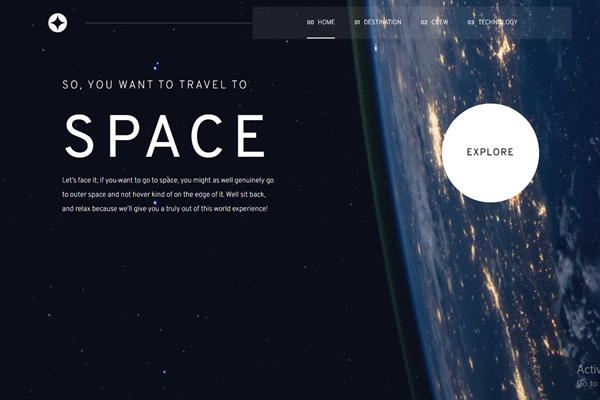 00 HOME 01 DESTINATION 02 CREW 03 TECHNOLOGY
SO, YOU WANT TO TRAVEL TO
SPACE
EXPLORE
Let's face it; if you want to go to space, you might as well genuinely go
to outer space and not hover kind of on the edge of it. Well sit back,
and relax because we'll give you a truly out of this world experience!
Go to